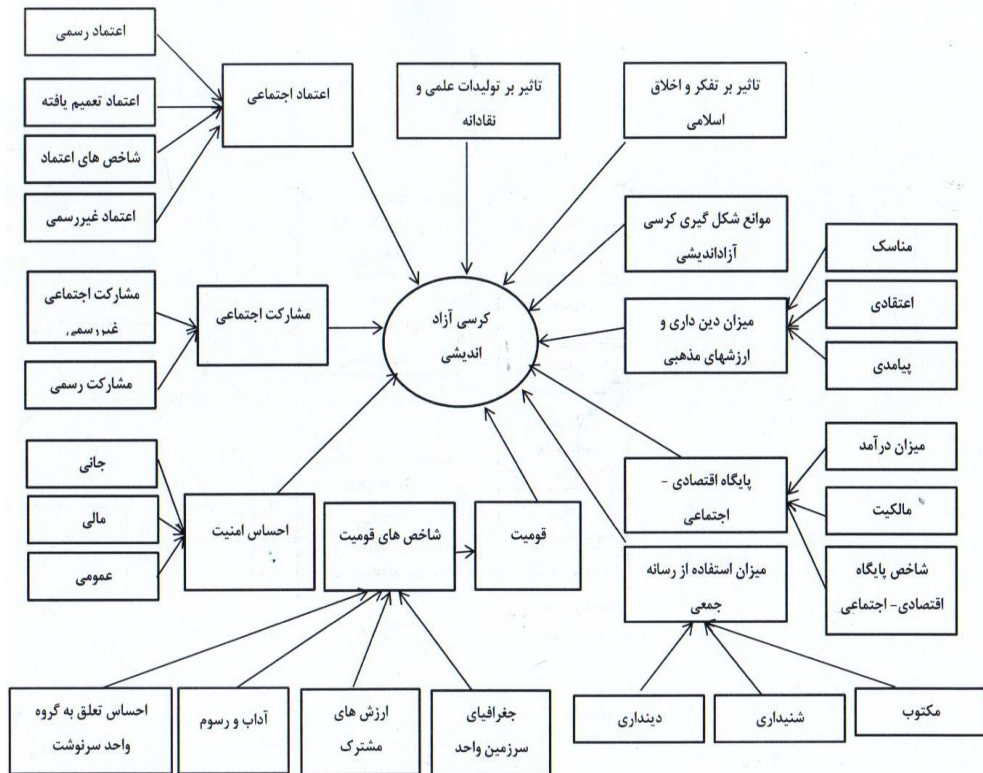 اعتماد رسمی
اعتماد تعمیم یافته
شاخص های اعتماد
اعتماد غیررسمی
اعتماد اجتماعی
تاثیر بر تولیدات علمی و
نقادانه
تاثیر بر تفکر و اخلاق
اسلامی
موانع شکل گیری کرسی
آزاداندیشی
مناسک
اعتقادی
پیامدی
میزان دین داری و
ارزشهای مذهبی
کرسی آزاد
اندیشی
مشارکت اجتماعی
مشارکت اجتماعی
غیررسمی
مشارکت رسمی
جانی
مالی
عمومی
احساس امنیت
شاخص های قومیت
قومیت
پایگاه اقتصادی –
اجتماعی
میزان درآمد
مالکیت
شاخص پایگاه
اقتصادی- اجتماعی
میزان استفاده از رسانه
جمعی
احساس تعلق به گروه
واحد سرنوشت
آداب و رسوم
ارزش های
مشترک
جغرافیای
سرزمین واحد
دینداری
شنیداری
مکتوب